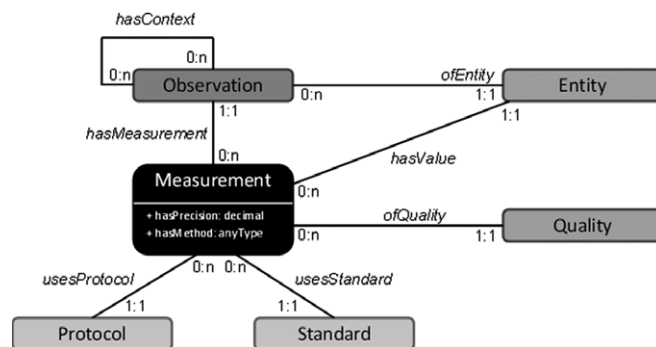 hasContext
0:n
0:n
Observation
0:n
ofEntity
1:1
Entity
1:1
1:1
hasMeasurement
0:n
hasValue
Measurement
0:n
+ hasPrecision: decimal
+ hasMethod: anyType
ofQuality
0:n
1:1
Quality
usesProtocol
0:n
0:n
usesStandard
1:1
1:1
Protocol
Standard